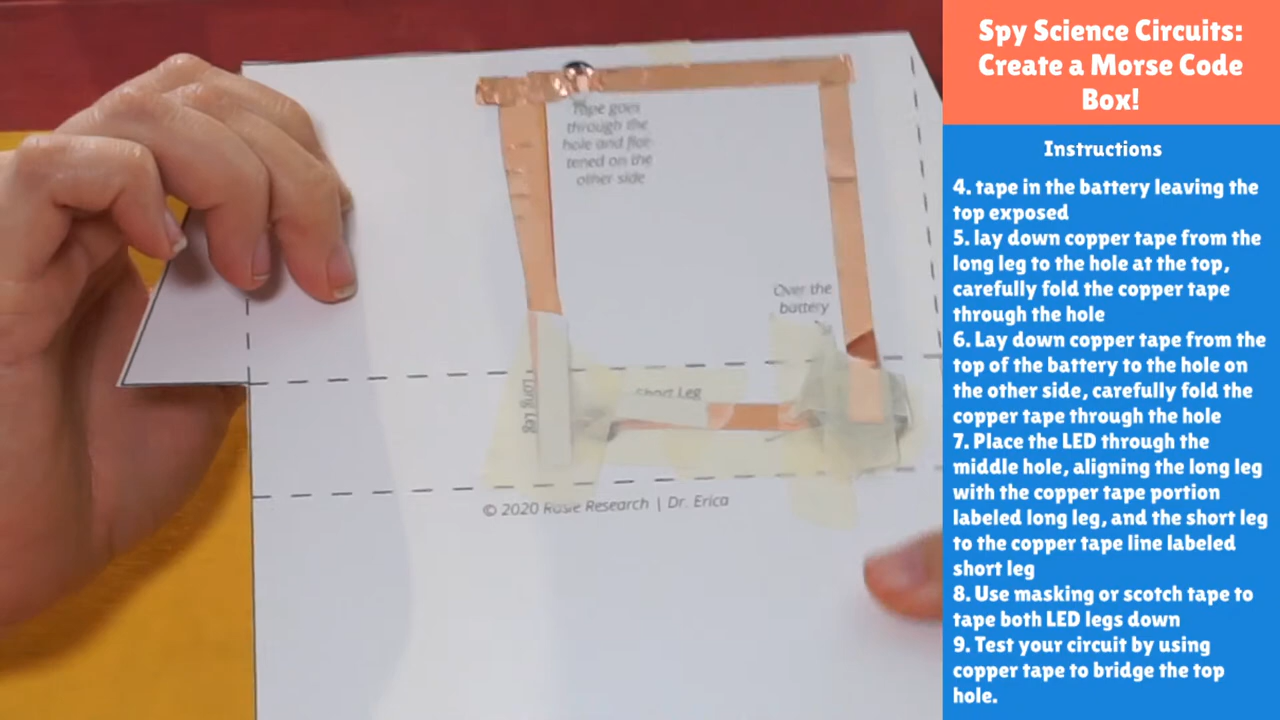 Spy Science Circuits:
Create a Morse Code
Box!
Instructions
4. tape in the battery leaving the
top exposed
5. lay down copper tape from the
long leg to the hole at the top,
carefully fold the copper tape
through the hole
6. Lay down copper tape from the
top of the battery to the hole on
the other side, carefully fold the
copper tape through the hole
7. Place the LED through the
middle hole, aligning the long leg
with the copper tape portion
labeled long leg, and the short leg
to the copper tape line labeled
short leg
8. Use masking or scotch tape to
tape both LED legs down
9. Test your circuit by using
copper tape to bridge the top
hole.
Tape goes
through the
hole and flat
tened on the
other side
Over the
battery
Long Leg
Short Leg
© 2020 Rosie Research | Dr. Erica